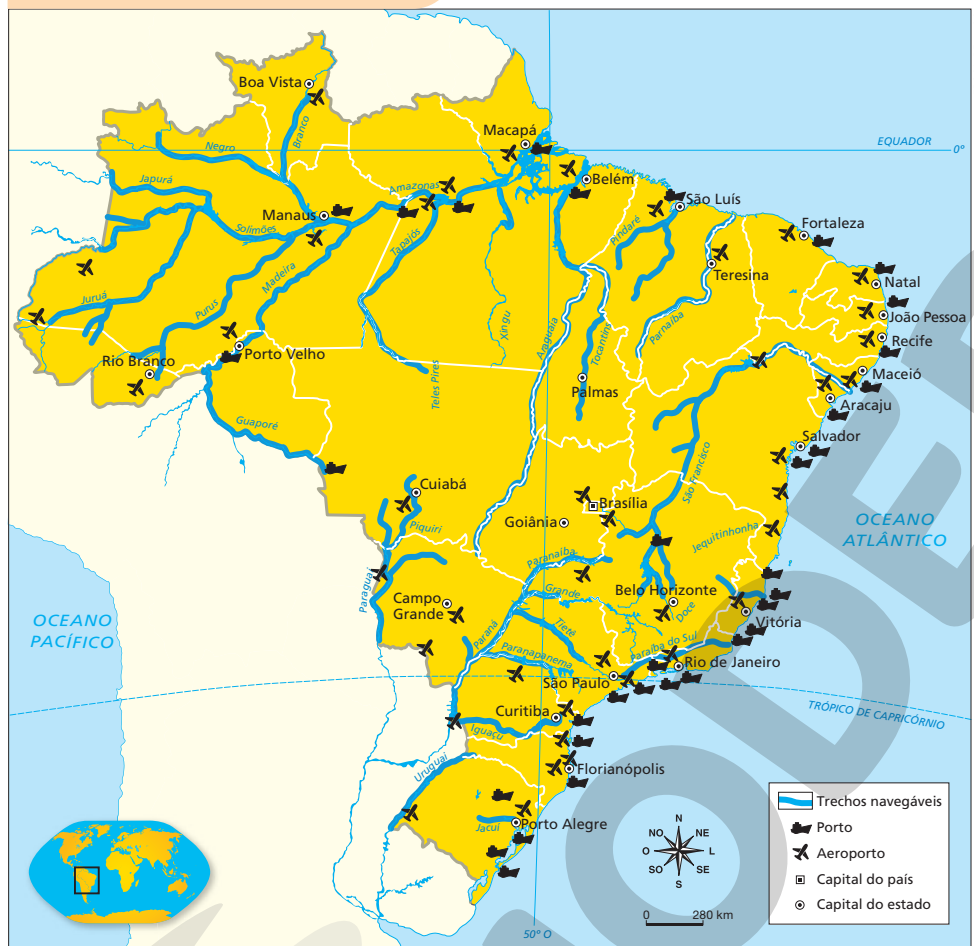 Boa Vista
Branco
Negro
Macapá
EQUADOR
0°
Japurá
Amazonas
Belém
Manaus
São Luís
Solimões
Tapajós
Pindaré
Fortaleza
Teresina
Juruá
Purus
Madeira
Xingu
Araguaia
Tocantins
Parnaíba
Natal
João Pessoa
Recife
Rio Branco
Porto Velho
Teles Pires
Palmas
Maceió
Aracaju
Guaporé
Salvador
São Francisco
Cuiabá
Brasília
Goiânia
Piquiri
Jequitinhonha
OCEANO
ATLÂNTICO
Paranaíba
Paraguai
Campo
Grande
Grande
Belo Horizonte
Doce
Vitória
OCEANO
PACÍFICO
Paraná
Tietê
Paranapanema
Paraíba do Sul
Rio de Janeiro
São Paulo
TRÓPICO DE CAPRICÓRNIO
Curitiba
Iguaçu
Uruguai
Florianópolis
Jacuí
Porto Alegre
N
NO
NE
O
L
SO
SE
S
0
280 km
50° O
Trechos navegáveis
Porto
Aeroporto
Capital do país
Capital do estado